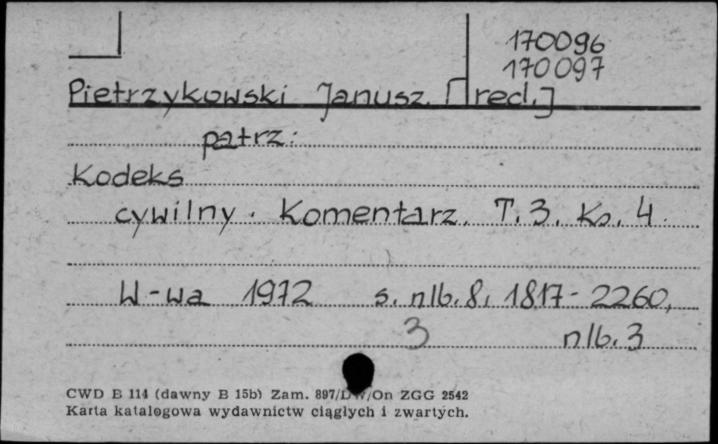 170096
170097
Pietrzykowski Janusz [red.]
patrz:
Kodeks
cywilny. Komentarz. T. 3. Ks. 4.
W-wa 1972 s. nlb. 8, 1817-2260,
3 nlb. 3
CWD E 114 (dawny B 15b) Zam. 897/DW/On ZGG 2542
Karta katalogowa wydawnictw ciągłych i zwartych.